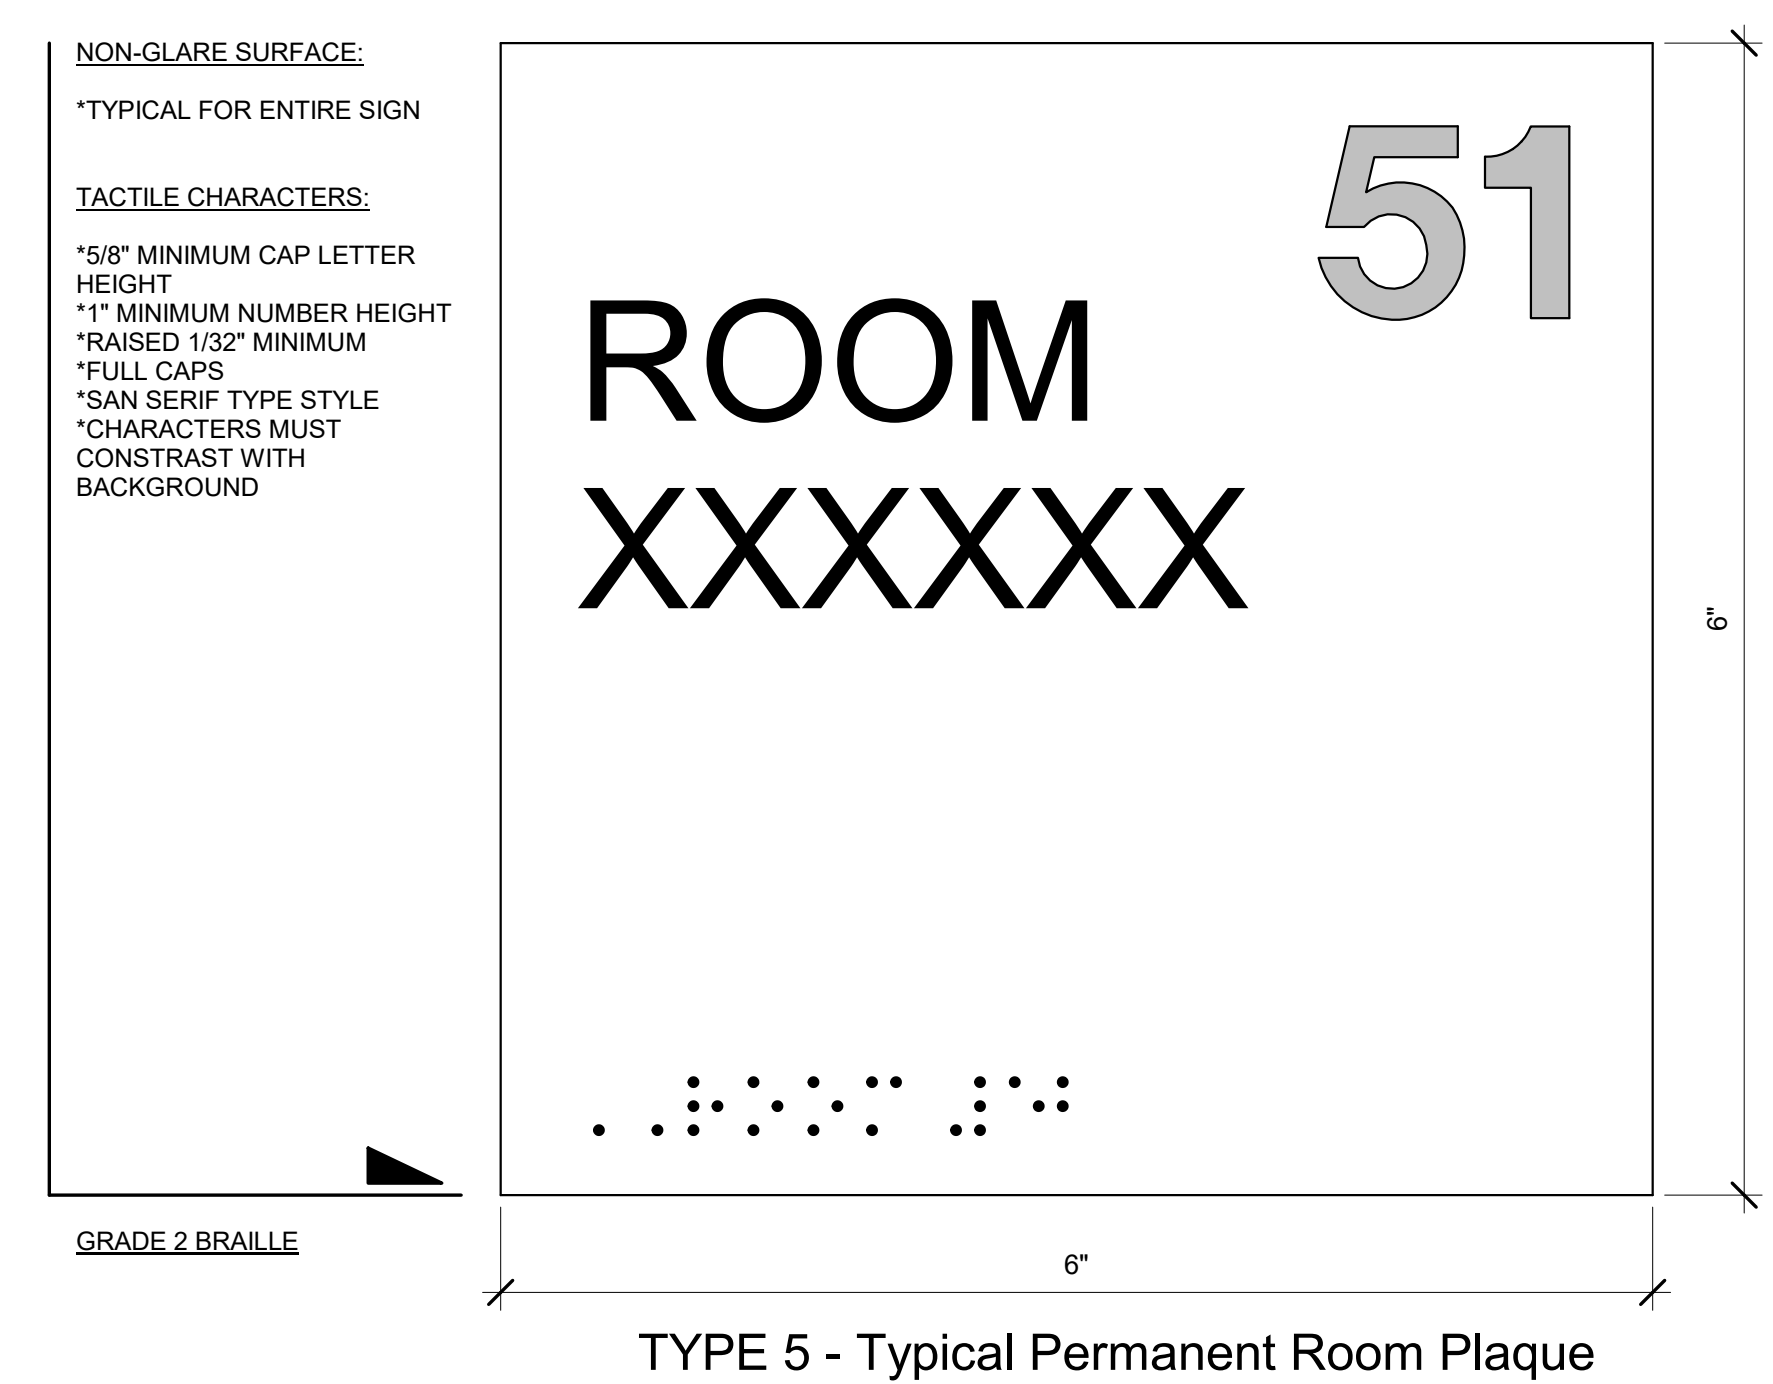 NON-GLARE SURFACE:
*TYPICAL FOR ENTIRE SIGN
TACTILE CHARACTERS:
*5/8" MINIMUM CAP LETTER
HEIGHT
*1" MINIMUM NUMBER HEIGHT
*RAISED 1/32" MINIMUM
*FULL CAPS
*SAN SERIF TYPE STYLE
*CHARACTERS MUST
CONSTRAST WITH
BACKGROUND
GRADE 2 BRAILLE
51
ROOM
XXXXXX
⠠⠠⠗⠕⠕⠍
6"
6"
TYPE 5 - Typical Permanent Room Plaque